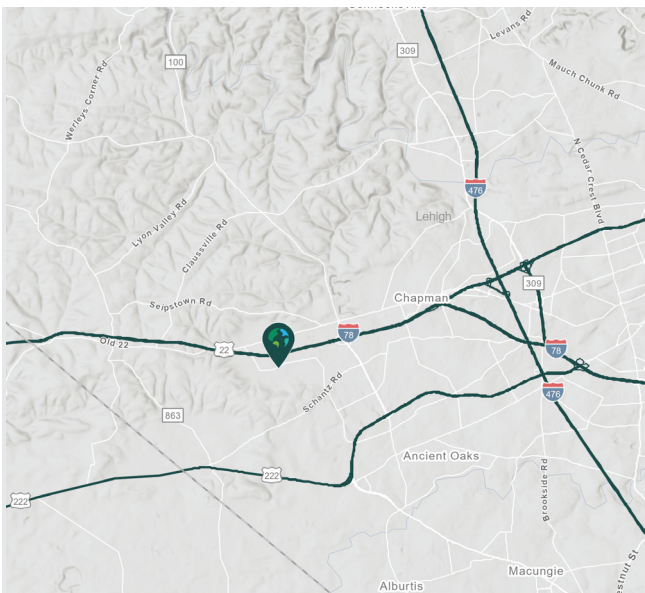 309
Levans Rd
100
Werleys Corner Rd
Mauch Chunk Rd
N Cedar Crest Blvd
476
Lehigh
Lyon Valley Rd
Claussville Rd
309
Chapman
Seipstown Rd
78
Old 22
22
78
Schantz Rd
476
863
Ancient Oaks
222
222
Brookside Rd
Macungie
Alburtis
estnut St